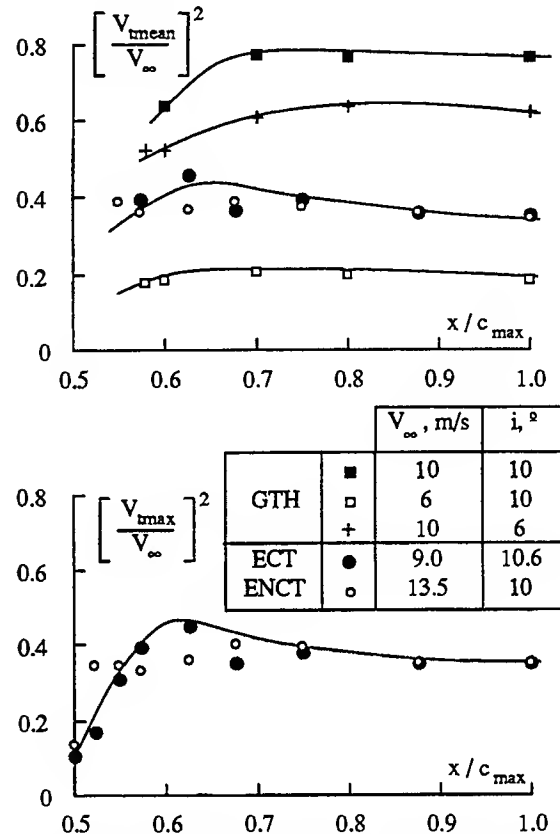 [V_tmean / V_∞]²
0.8
0.6
0.4
0.2
0
x / c_max
0.5 0.6 0.7 0.8 0.9 1.0
V_∞ , m/s i, º
GTH ■ 10 10
□ 6 10
+ 10 6
ECT ● 9.0 10.6
ENCT ○ 13.5 10
[V_tmax / V_∞]²
0.8
0.6
0.4
0.2
0
x / c_max
0.5 0.6 0.7 0.8 0.9 1.0